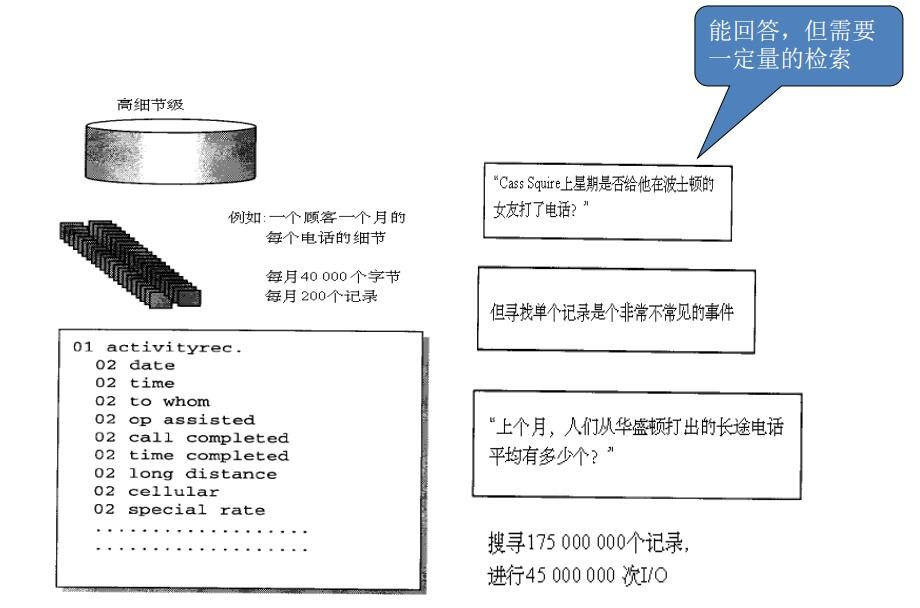 能回答，但需要
一定量的检索
高细节级
例如:一个顾客一个月的
每个电话的细节
每月40 000个字节
每月200个记录
01 activityrec.
02 date
02 time
02 to whom
02 op assisted
02 call completed
02 time completed
02 long distance
02 cellular
02 special rate
....................
....................
“Cass Squire上星期是否给他在波士顿的
女友打了电话？”
但寻找单个记录是个非常不常见的事件
“上个月，人们从华盛顿打出的长途电话
平均有多少个？”
搜寻175 000 000个记录,
进行45 000 000 次I/O